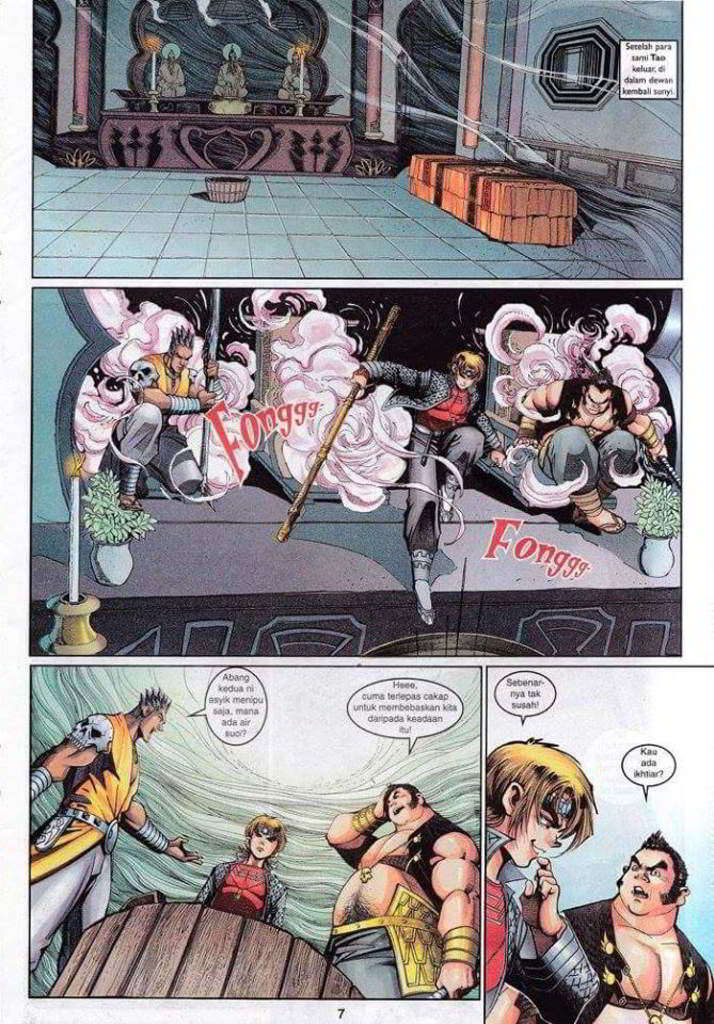 Setelah para
sami Tao
keluar, di
dalam dewan
kembali sunyi.
Fonggg-
Fonggg-
Abang
kedua ni
asyik menipu
saja, mana
ada air
suci?
Heee,
cuma terlepas cakap
untuk membebaskan kita
daripada keadaan
itu!
Sebenar-
nya tak
susah!
Kau
ada
ikhtiar?
7